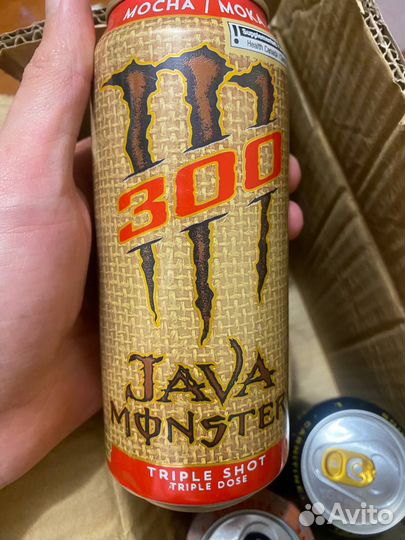 MOCHA | MOKA
Supplemented
Health Canada
300
JAVA
MONSTER
TRIPLE SHOT
TRIPLE DOSE
Avito